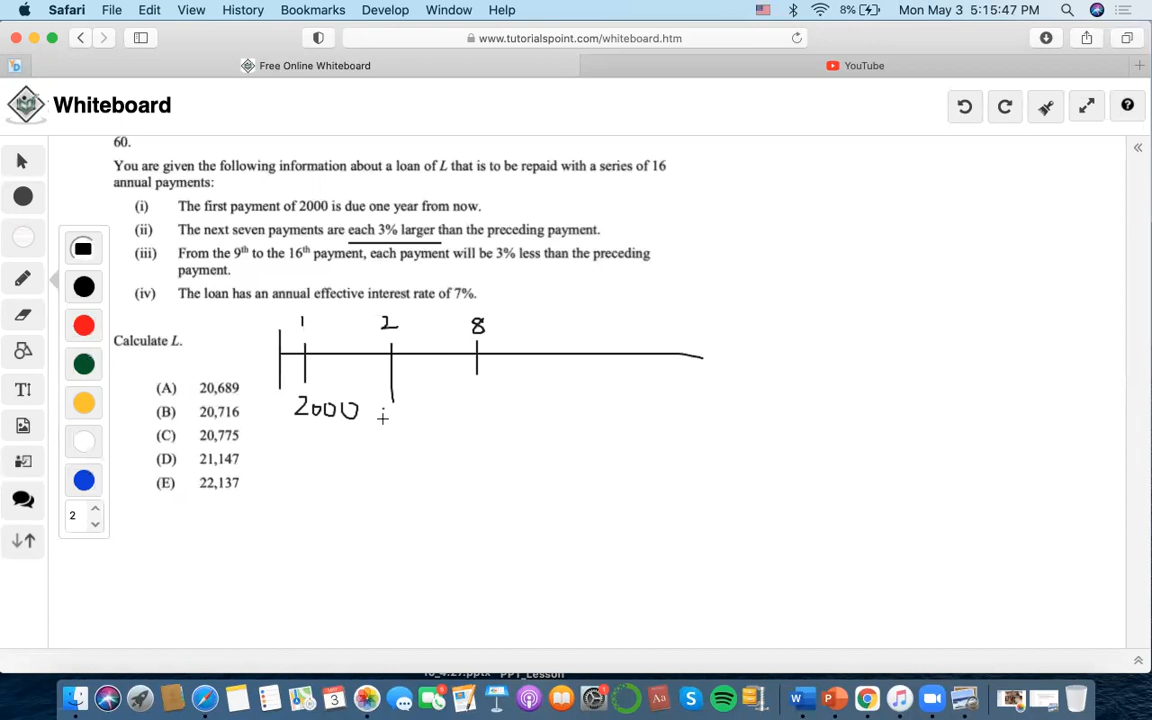 Safari File Edit View History Bookmarks Develop Window Help 8% Mon May 3 5:15:47 PM
www.tutorialspoint.com/whiteboard.htm
Free Online Whiteboard YouTube
Whiteboard
60.
You are given the following information about a loan of L that is to be repaid with a series of 16
annual payments:
(i) The first payment of 2000 is due one year from now.
(ii) The next seven payments are each 3% larger than the preceding payment.
(iii) From the 9th to the 16th payment, each payment will be 3% less than the preceding
payment.
(iv) The loan has an annual effective interest rate of 7%.
1 2 8
Calculate L.
(A) 20,689
2000
(B) 20,716
(C) 20,775
(D) 21,147
(E) 22,137
T
2
PPT_Lesson
MAY
3
Aa
S
W
P